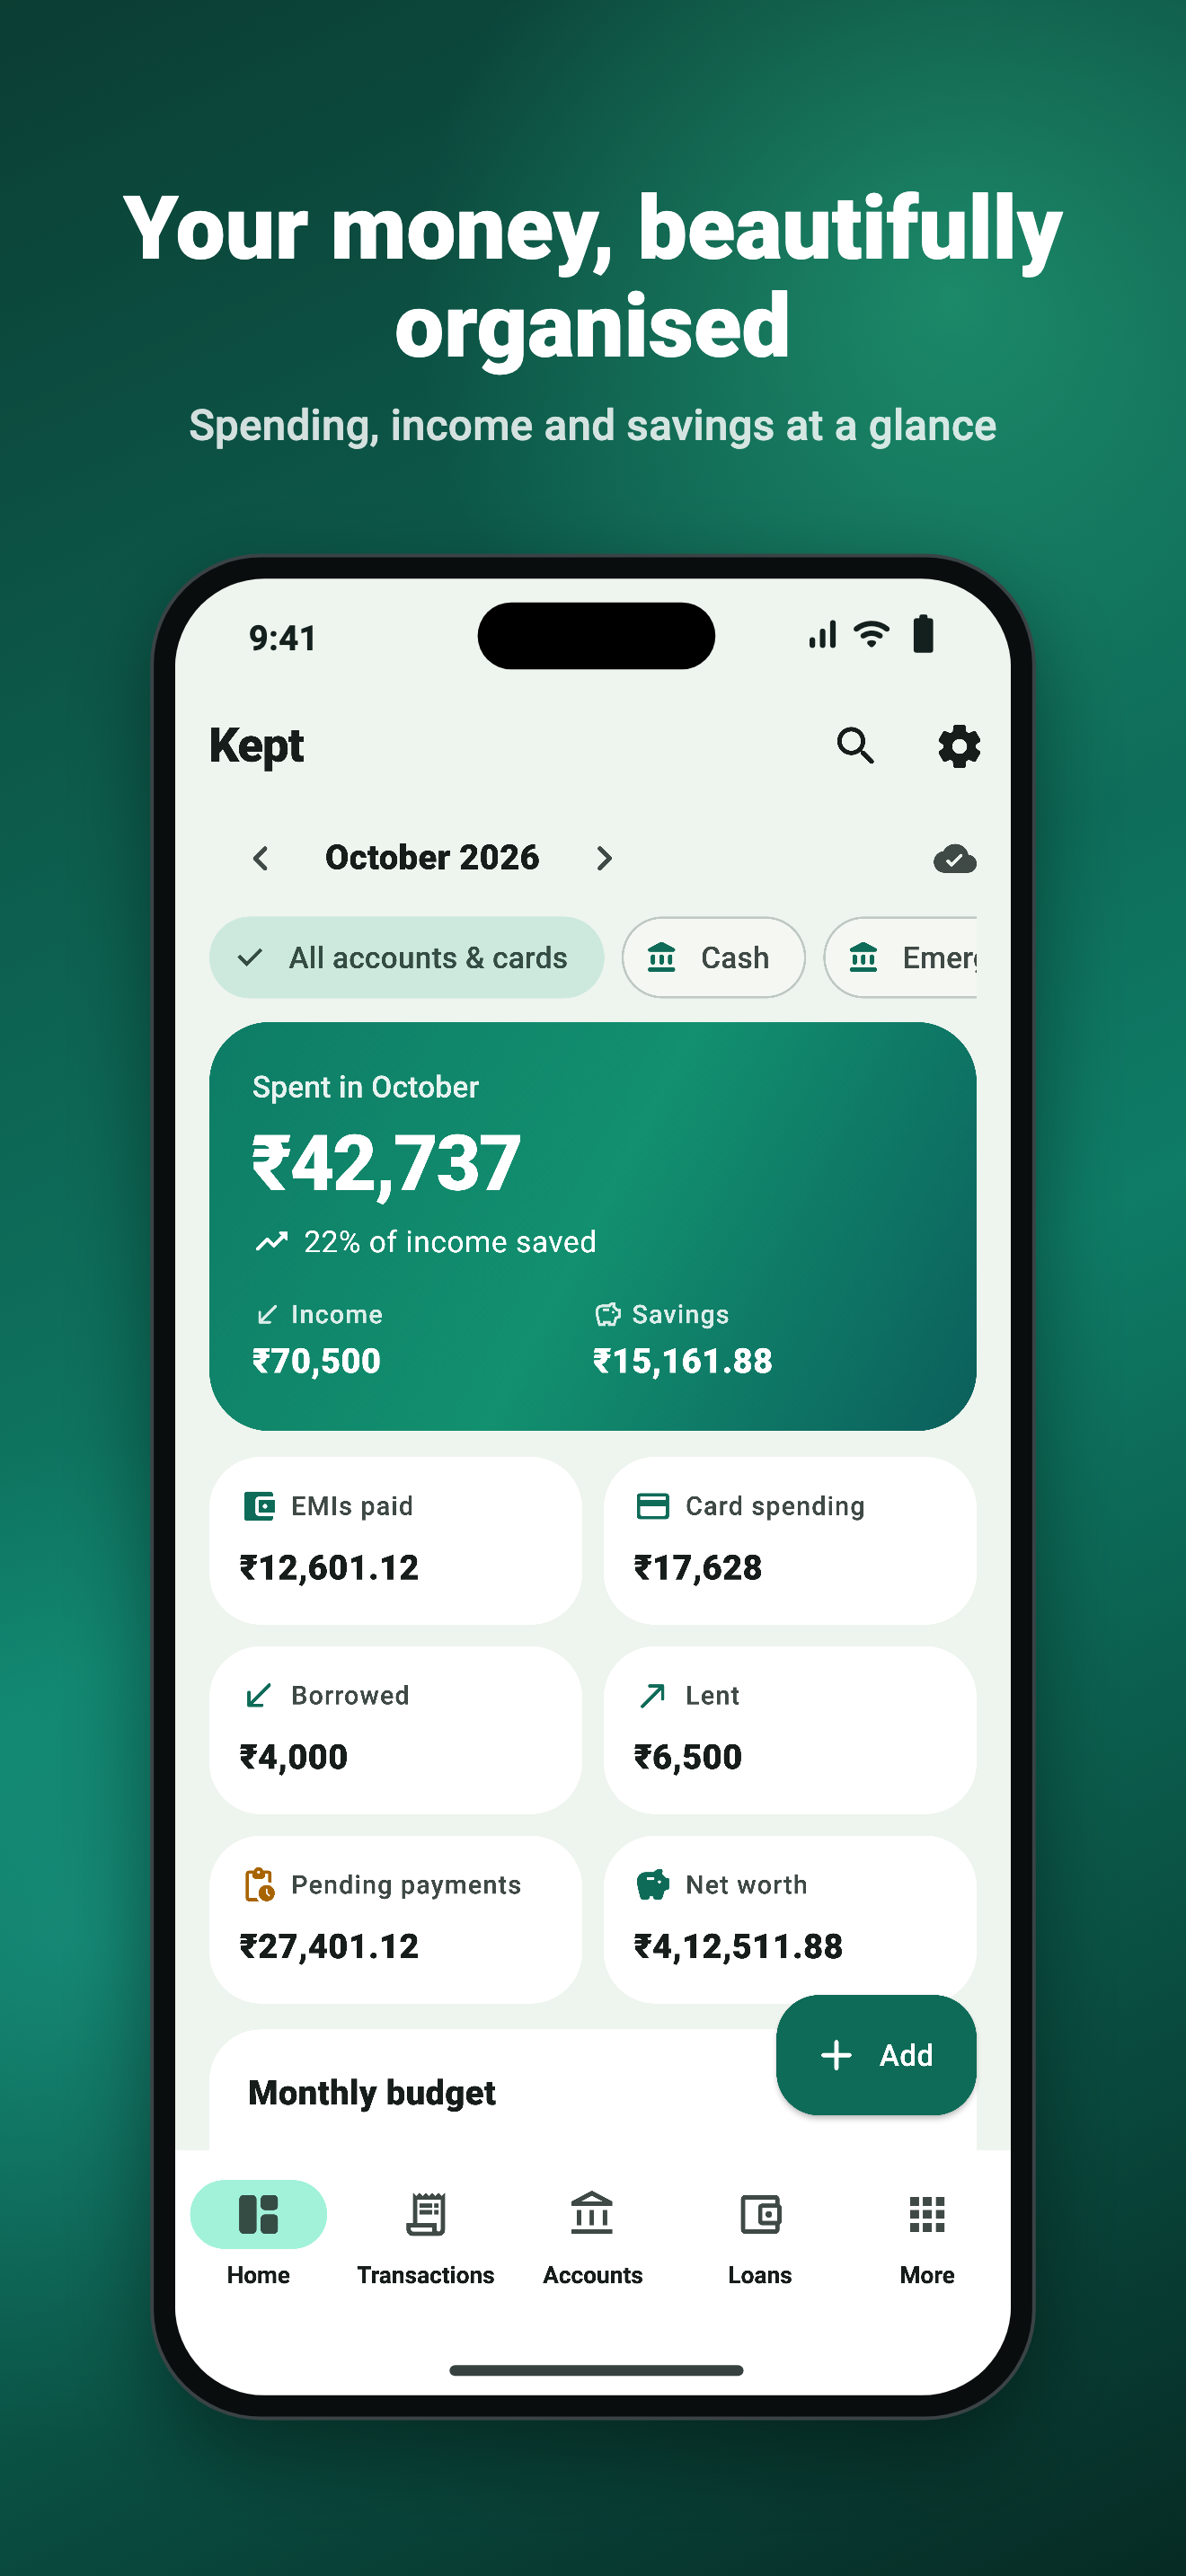 Your money, beautifully
organised
Spending, income and savings at a glance
9:41
Kept
October 2026
All accounts & cards
Cash
Spent in October
₹42,737
22% of income saved
Income
Savings
₹70,500
₹15,161.88
EMIs paid
Card spending
₹12,601.12
₹17,628
Borrowed
Lent
₹4,000
₹6,500
Pending payments
Net worth
₹27,401.12
₹4,12,511.88
Add
Monthly budget
Home
Transactions
Accounts
Loans
More